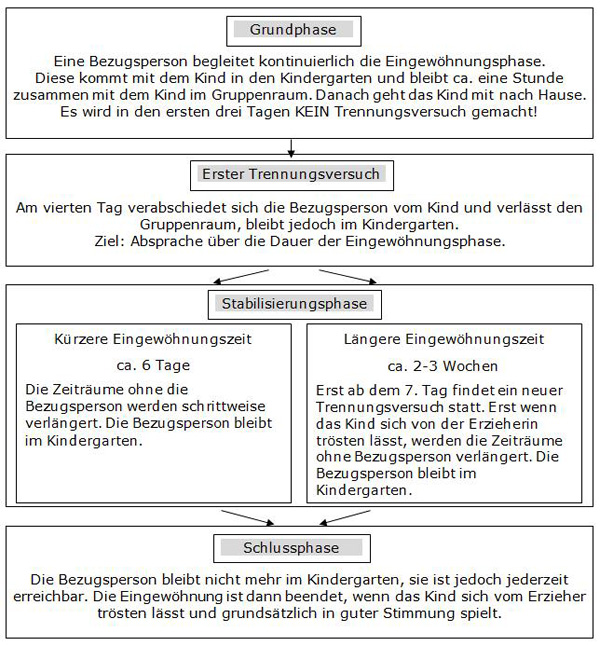 Grundphase
Eine Bezugsperson begleitet kontinuierlich die Eingewöhnungsphase.
Diese kommt mit dem Kind in den Kindergarten und bleibt ca. eine Stunde
zusammen mit dem Kind im Gruppenraum. Danach geht das Kind mit nach Hause.
Es wird in den ersten drei Tagen KEIN Trennungsversuch gemacht!
Erster Trennungsversuch
Am vierten Tag verabschiedet sich die Bezugsperson vom Kind und verlässt den
Gruppenraum, bleibt jedoch im Kindergarten.
Ziel: Absprache über die Dauer der Eingewöhnungsphase.
Stabilisierungsphase
Kürzere Eingewöhnungszeit
ca. 6 Tage
Die Zeiträume ohne die
Bezugsperson werden schrittweise
verlängert. Die Bezugsperson bleibt
im Kindergarten.
Längere Eingewöhnungszeit
ca. 2-3 Wochen
Erst ab dem 7. Tag findet ein neuer
Trennungsversuch statt. Erst wenn
das Kind sich von der Erzieherin
trösten lässt, werden die Zeiträume
ohne Bezugsperson verlängert. Die
Bezugsperson bleibt im
Kindergarten.
Schlussphase
Die Bezugsperson bleibt nicht mehr im Kindergarten, sie ist jedoch jederzeit
erreichbar. Die Eingewöhnung ist dann beendet, wenn das Kind sich vom Erzieher
trösten lässt und grundsätzlich in guter Stimmung spielt.